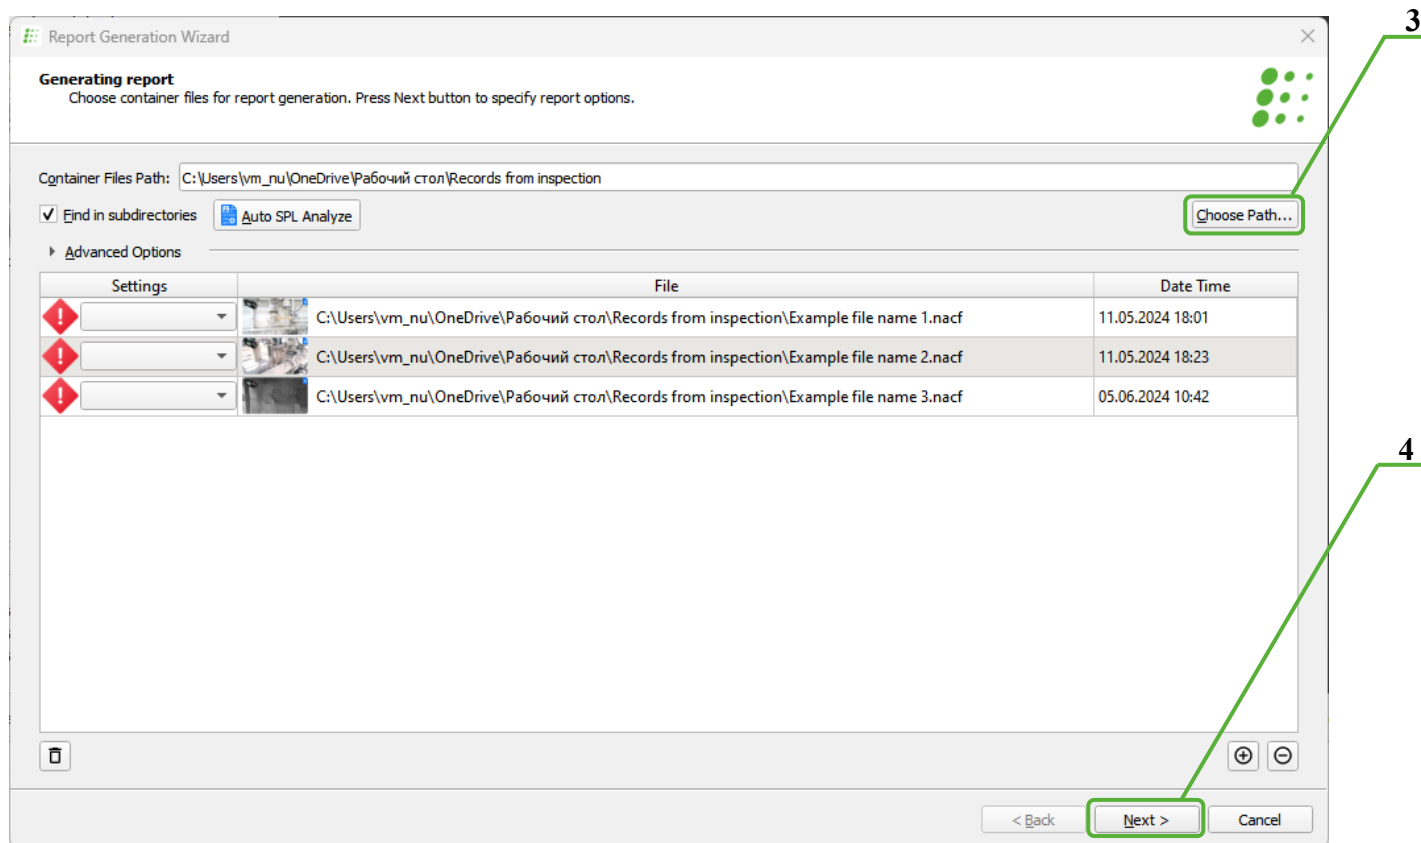 3
Report Generation Wizard
Generating report
Choose container files for report generation. Press Next button to specify report options.
Container Files Path: C:\Users\vm_nu\OneDrive\Рабочий стол\Records from inspection
Find in subdirectories Auto SPL Analyze Choose Path...
Advanced Options
Settings File Date Time
C:\Users\vm_nu\OneDrive\Рабочий стол\Records from inspection\Example file name 1.nacf 11.05.2024 18:01
C:\Users\vm_nu\OneDrive\Рабочий стол\Records from inspection\Example file name 2.nacf 11.05.2024 18:23
C:\Users\vm_nu\OneDrive\Рабочий стол\Records from inspection\Example file name 3.nacf 05.06.2024 10:42
4
< Back Next > Cancel